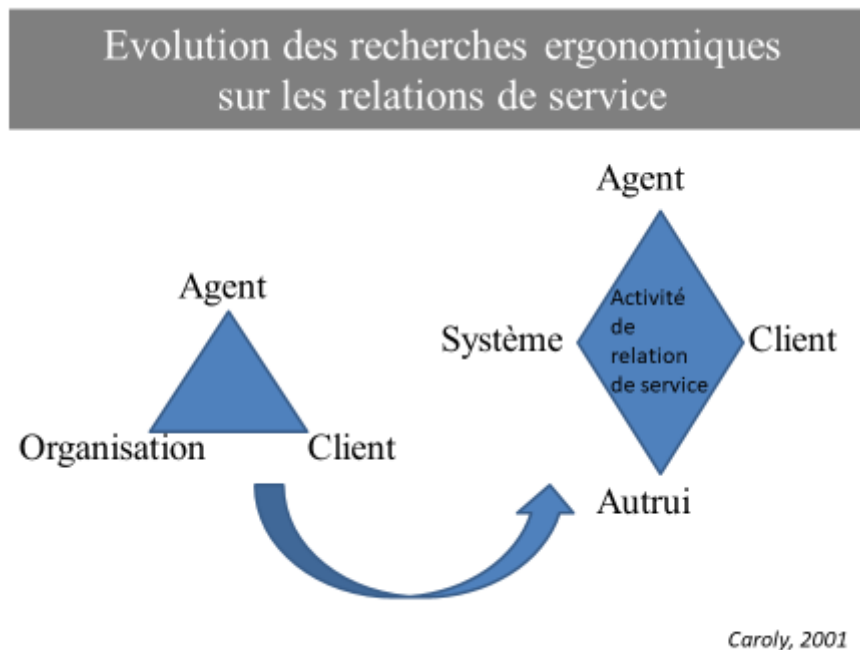 Evolution des recherches ergonomiques
sur les relations de service
Agent
Organisation
Client
Agent
Système
Activité
de
relation
de service
Client
Autrui
Caroly, 2001